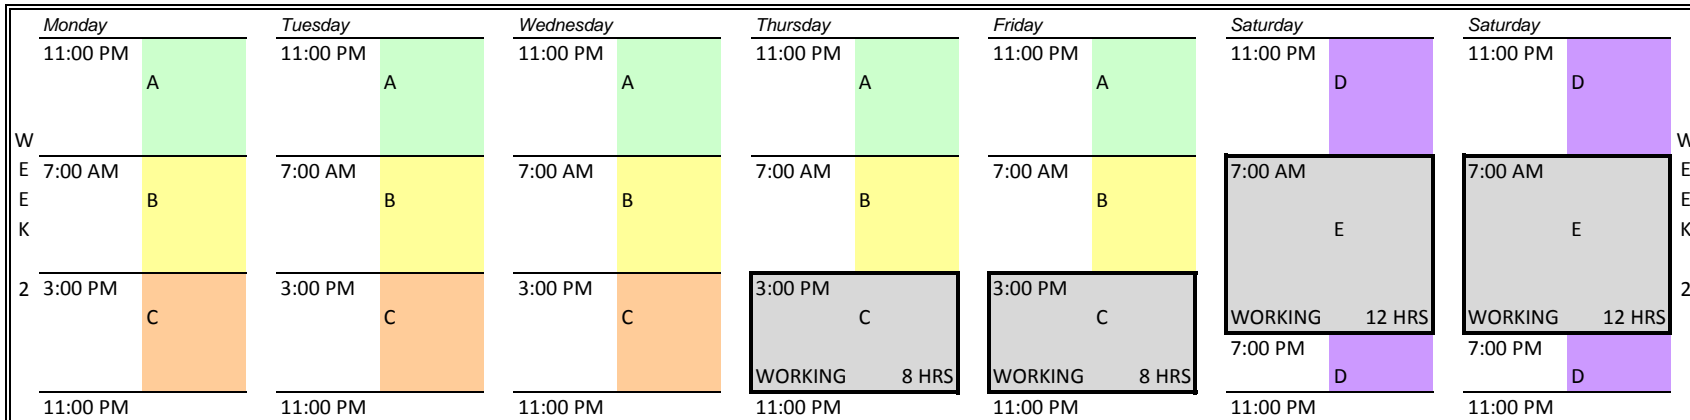 Monday Tuesday Wednesday Thursday Friday Saturday Saturday
11:00 PM 11:00 PM 11:00 PM 11:00 PM 11:00 PM 11:00 PM 11:00 PM
A A A A A D D
W W
E 7:00 AM 7:00 AM 7:00 AM 7:00 AM 7:00 AM 7:00 AM 7:00 AM E
E B B B B B E
K E E K
2 3:00 PM 3:00 PM 3:00 PM 3:00 PM 3:00 PM 2
C C C C C WORKING 12 HRS WORKING 12 HRS
7:00 PM 7:00 PM
WORKING 8 HRS WORKING 8 HRS D D
11:00 PM 11:00 PM 11:00 PM 11:00 PM 11:00 PM 11:00 PM 11:00 PM